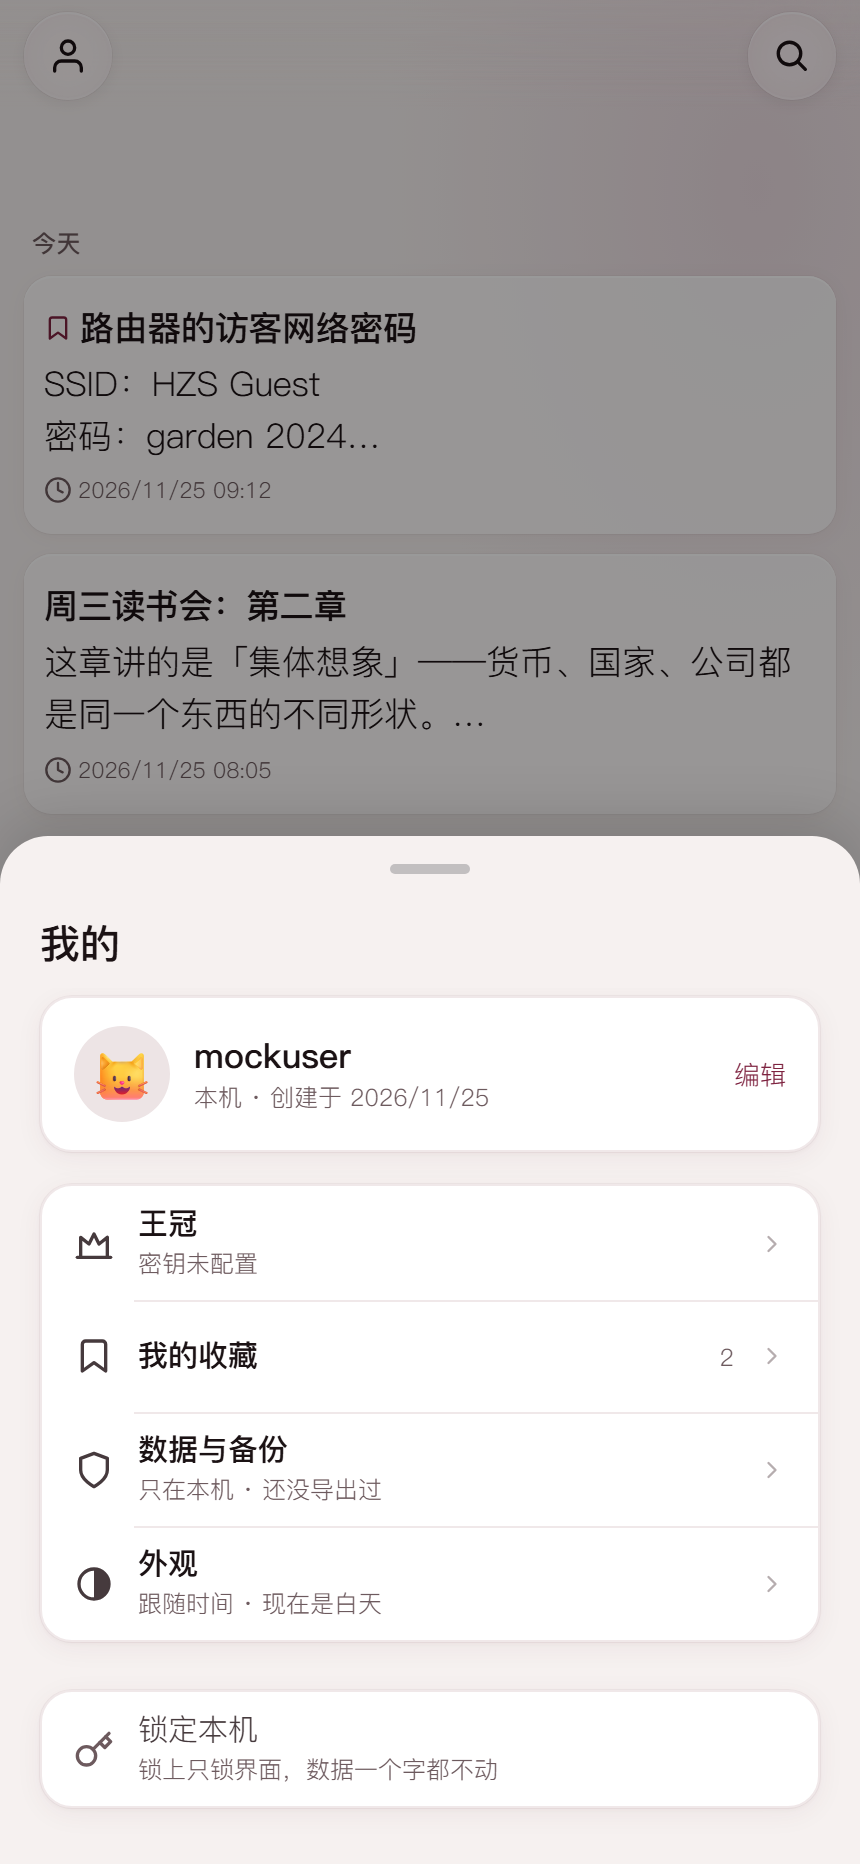 今天
路由器的访客网络密码
SSID：HZS Guest
密码：garden 2024...
2026/11/25 09:12
周三读书会：第二章
这章讲的是「集体想象」——货币、国家、公司都
是同一个东西的不同形状。...
2026/11/25 08:05
我的
mockuser
编辑
本机 · 创建于 2026/11/25
王冠
密钥未配置
我的收藏
2
数据与备份
只在本机 · 还没导出过
外观
跟随时间 · 现在是白天
锁定本机
锁上只锁界面，数据一个字都不动